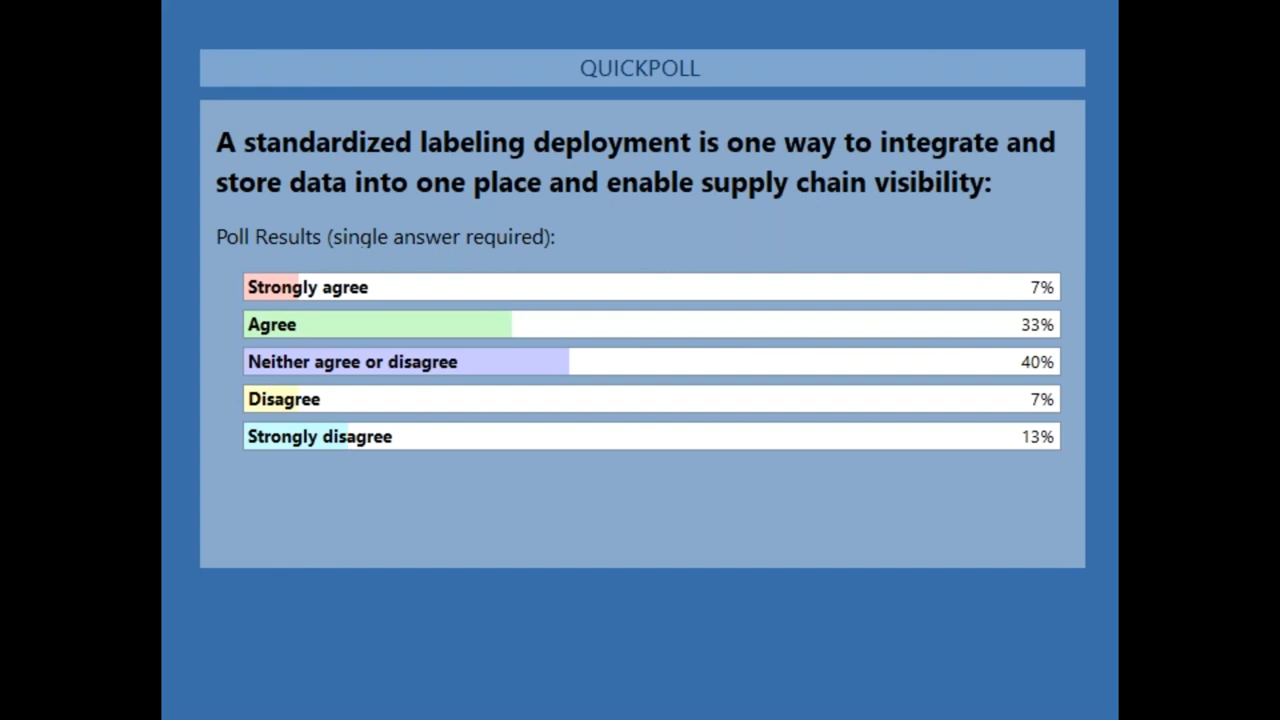 QUICKPOLL
A standardized labeling deployment is one way to integrate and
store data into one place and enable supply chain visibility:
Poll Results (single answer required):
Strongly agree 7%
Agree 33%
Neither agree or disagree 40%
Disagree 7%
Strongly disagree 13%